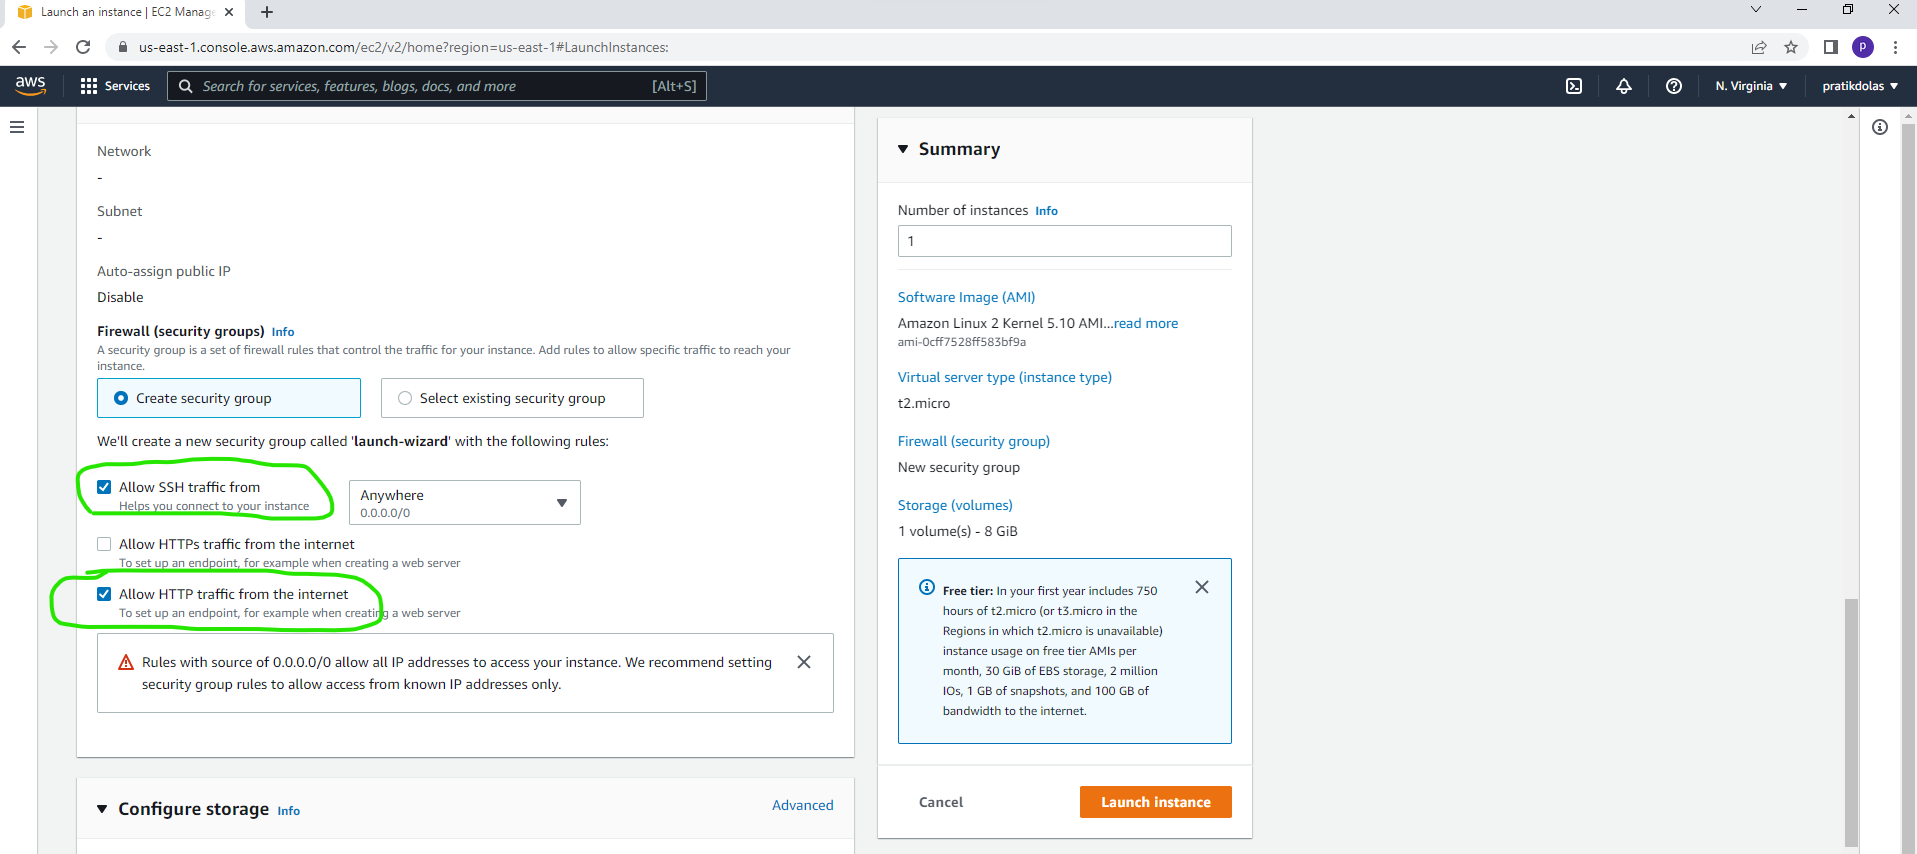 Launch an instance | EC2 Manag
us-east-1.console.aws.amazon.com/ec2/v2/home?region=us-east-1#LaunchInstances:
p
aws
Services
Search for services, features, blogs, docs, and more
[Alt+S]
N. Virginia
pratikdolas
Network
-
Subnet
-
Auto-assign public IP
Disable
Firewall (security groups) Info
A security group is a set of firewall rules that control the traffic for your instance. Add rules to allow specific traffic to reach your
instance.
Create security group
Select existing security group
We'll create a new security group called 'launch-wizard' with the following rules:
Allow SSH traffic from
Helps you connect to your instance
Anywhere
0.0.0.0/0
Allow HTTPs traffic from the internet
To set up an endpoint, for example when creating a web server
Allow HTTP traffic from the internet
To set up an endpoint, for example when creating a web server
Rules with source of 0.0.0.0/0 allow all IP addresses to access your instance. We recommend setting
security group rules to allow access from known IP addresses only.
Configure storage Info
Advanced
Summary
Number of instances Info
1
Software Image (AMI)
Amazon Linux 2 Kernel 5.10 AMI...read more
ami-0cff7528ff583bf9a
Virtual server type (instance type)
t2.micro
Firewall (security group)
New security group
Storage (volumes)
1 volume(s) - 8 GiB
Free tier: In your first year includes 750
hours of t2.micro (or t3.micro in the
Regions in which t2.micro is unavailable)
instance usage on free tier AMIs per
month, 30 GiB of EBS storage, 2 million
IOs, 1 GB of snapshots, and 100 GB of
bandwidth to the internet.
Cancel
Launch instance